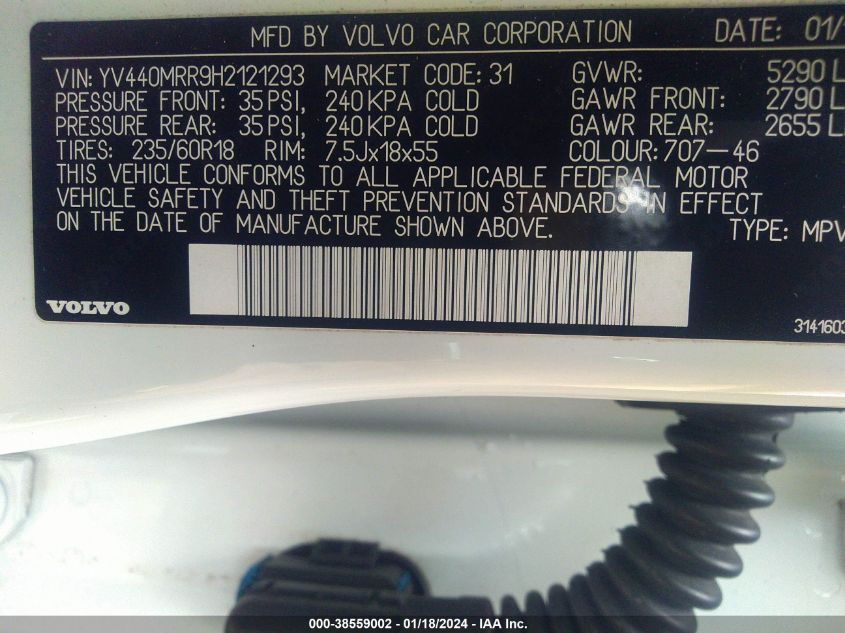 MFD BY VOLVO CAR CORPORATION DATE: 01/1
VIN: YV440MRR9H2121293 MARKET CODE: 31 GVWR: 5290 L
PRESSURE FRONT: 35 PSI, 240 KPA COLD GAWR FRONT: 2790 L
PRESSURE REAR: 35 PSI, 240 KPA COLD GAWR REAR: 2655 L
TIRES: 235/60R18 RIM: 7.5Jx18x55 COLOUR: 707-46
THIS VEHICLE CONFORMS TO ALL APPLICABLE FEDERAL MOTOR
VEHICLE SAFETY AND THEFT PREVENTION STANDARDS IN EFFECT
ON THE DATE OF MANUFACTURE SHOWN ABOVE. TYPE: MPV
VOLVO
3141603
000-38559002 - 01/18/2024 - IAA Inc.